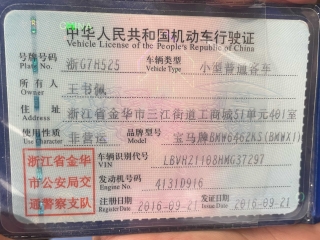 中华人民共和国机动车行驶证
Vehicle License of the People's Republic of China
号牌号码 浙G7H525 车辆类型 小型普通客车
Plate No. Vehicle Type
所有人 王书佩
Owner
住址 浙江省金华市三江街道工商城51单元401室
Address
使用性质 非营运 品牌型号 宝马牌BMW6462KS(BMWX1)
Use Character Model
浙江省金华市公安局交通警察支队
车辆识别代号
VIN LBVHZ1108HMG37297
发动机号码 4131D916
Engine No.
注册日期 2016-09-21 发证日期 2016-09-21
Register Date Issue Date